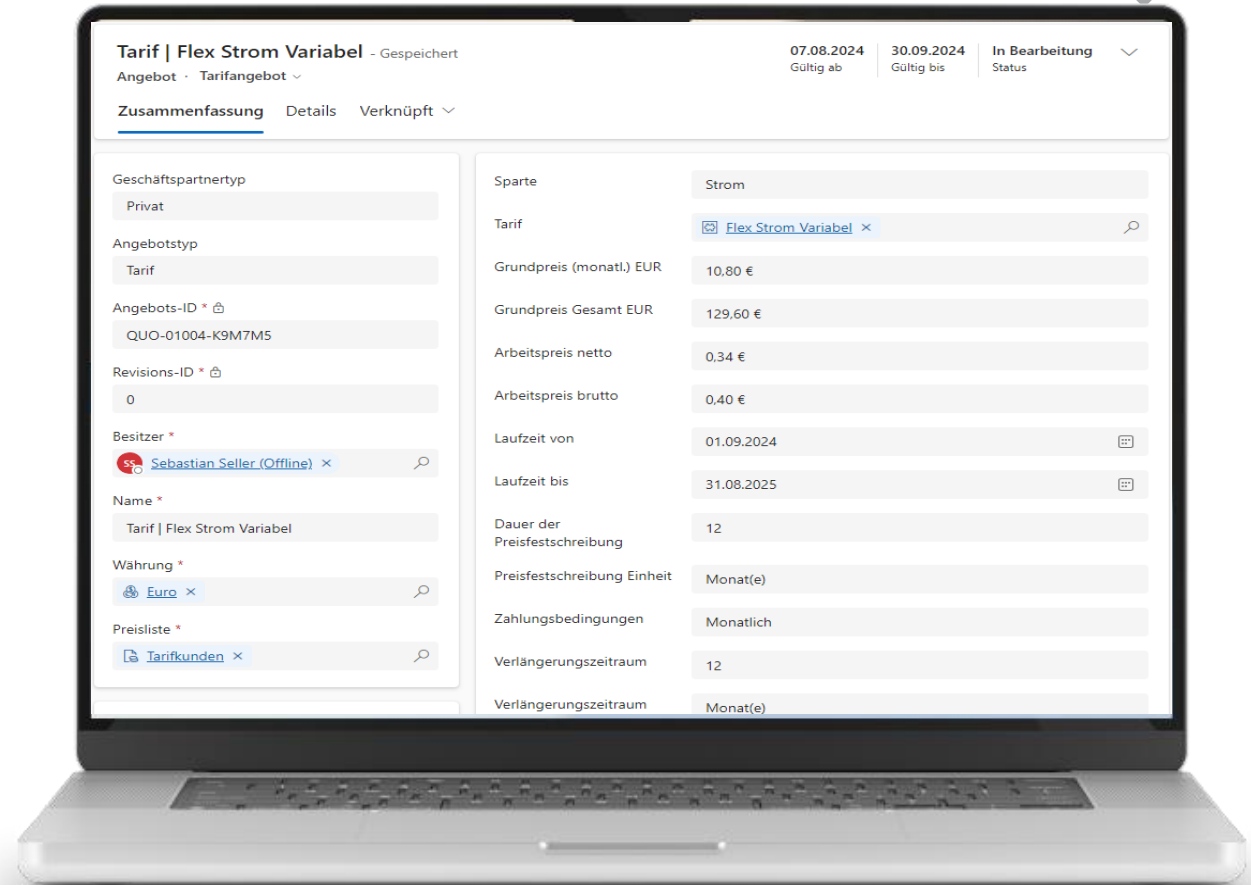 Tarif | Flex Strom Variabel - Gespeichert
Angebot · Tarifangebot
07.08.2024
Gültig ab
30.09.2024
Gültig bis
In Bearbeitung
Status
Zusammenfassung Details Verknüpft
Geschäftspartnertyp
Privat
Angebotstyp
Tarif
Angebots-ID *
QUO-01004-K9M7M5
Revisions-ID *
0
Besitzer *
SS Sebastian Seller (Offline) ×
Name *
Tarif | Flex Strom Variabel
Währung *
Euro ×
Preisliste *
Tarifkunden ×
Sparte Strom
Tarif Flex Strom Variabel ×
Grundpreis (monatl.) EUR 10,80 €
Grundpreis Gesamt EUR 129,60 €
Arbeitspreis netto 0,34 €
Arbeitspreis brutto 0,40 €
Laufzeit von 01.09.2024
Laufzeit bis 31.08.2025
Dauer der
Preisfestschreibung 12
Preisfestschreibung Einheit Monat(e)
Zahlungsbedingungen Monatlich
Verlängerungszeitraum 12
Verlängerungszeitraum Monat(e)